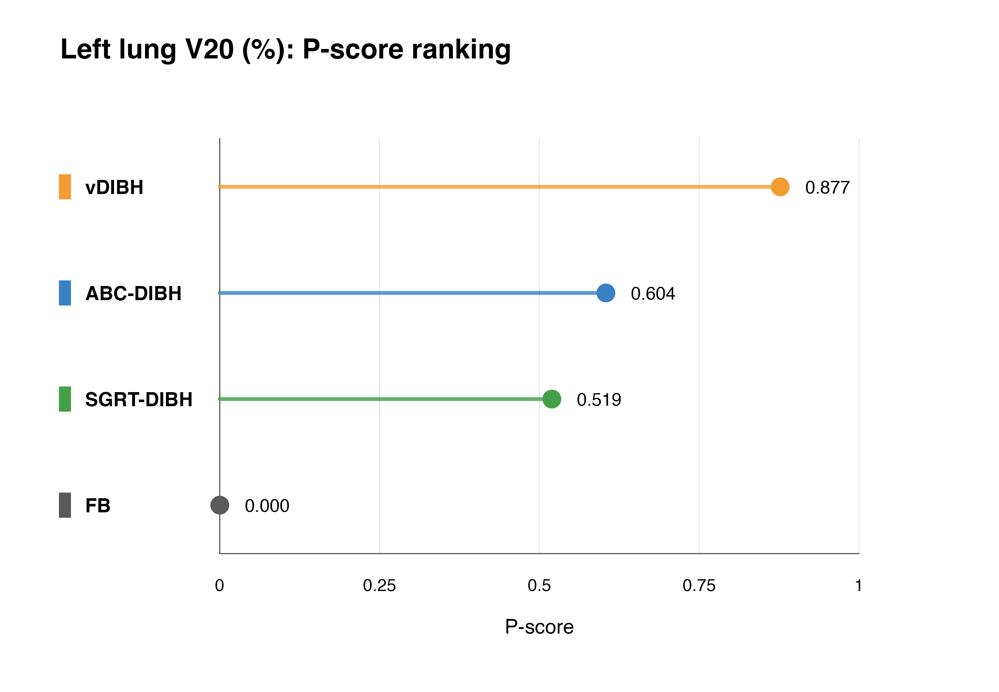 Left lung V20 (%): P-score ranking
vDIBH 0.877
ABC-DIBH 0.604
SGRT-DIBH 0.519
FB 0.000
0 0.25 0.5 0.75 1
P-score